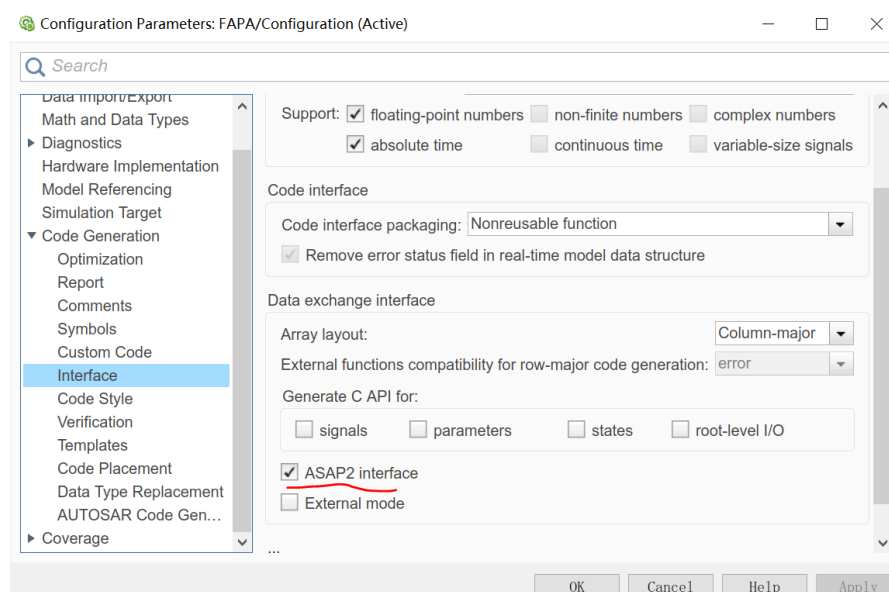 Configuration Parameters: FAPA/Configuration (Active)
Search
Data Import/Export
Math and Data Types
Diagnostics
Hardware Implementation
Model Referencing
Simulation Target
Code Generation
Optimization
Report
Comments
Symbols
Custom Code
Interface
Code Style
Verification
Templates
Code Placement
Data Type Replacement
AUTOSAR Code Gen...
Coverage
Support: floating-point numbers non-finite numbers complex numbers
absolute time continuous time variable-size signals
Code interface
Code interface packaging: Nonreusable function
Remove error status field in real-time model data structure
Data exchange interface
Array layout: Column-major
External functions compatibility for row-major code generation: error
Generate C API for:
signals parameters states root-level I/O
ASAP2 interface
External mode
...
OK Cancel Help Apply